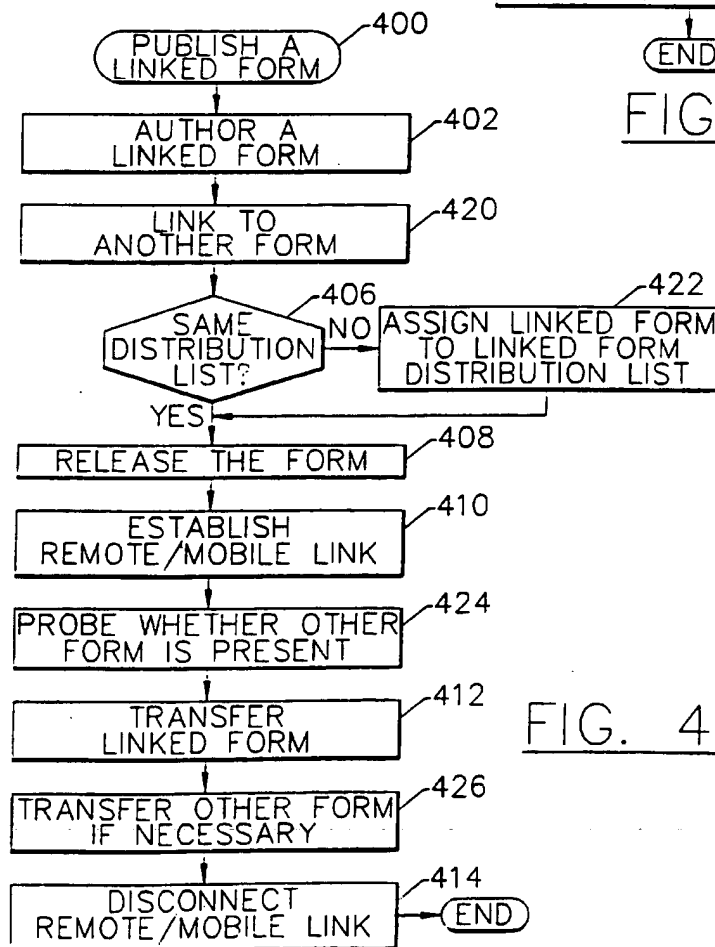 400
PUBLISH A
LINKED FORM
END
FIG
402
AUTHOR A
LINKED FORM
420
LINK TO
ANOTHER FORM
406
SAME
DISTRIBUTION
LIST?
NO
422
ASSIGN LINKED FORM
TO LINKED FORM
DISTRIBUTION LIST
YES
408
RELEASE THE FORM
410
ESTABLISH
REMOTE/MOBILE LINK
424
PROBE WHETHER OTHER
FORM IS PRESENT
412
TRANSFER
LINKED FORM
FIG. 4
426
TRANSFER OTHER FORM
IF NECESSARY
414
DISCONNECT
REMOTE/MOBILE LINK
END